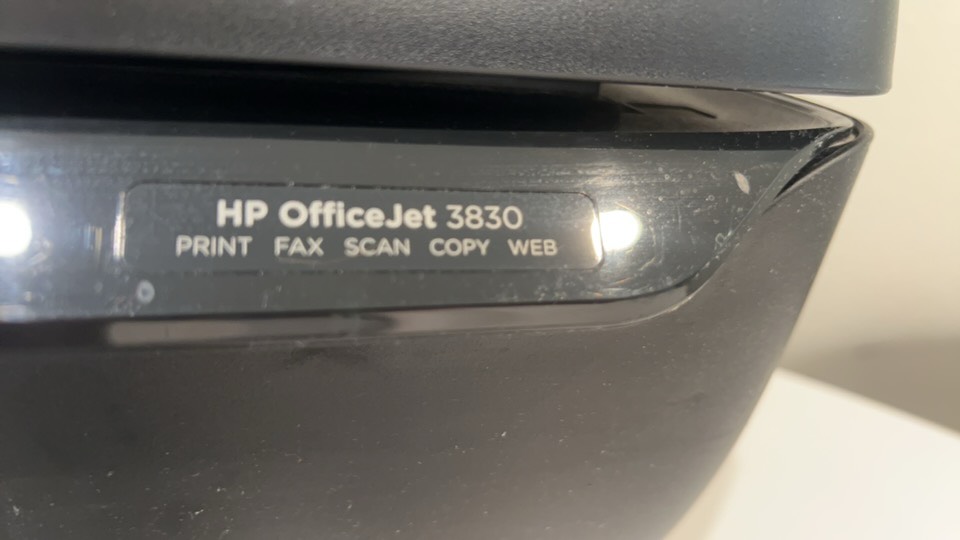 HP OfficeJet 3830
PRINT FAX SCAN COPY WEB